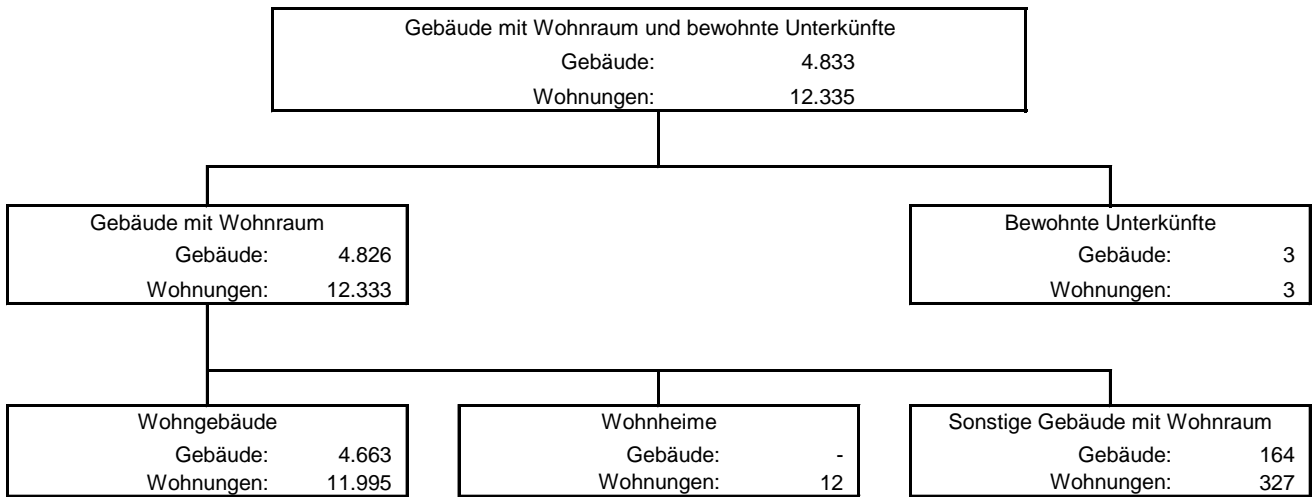 Gebäude mit Wohnraum und bewohnte Unterkünfte
Gebäude: 4.833
Wohnungen: 12.335
Gebäude mit Wohnraum
Gebäude: 4.826
Wohnungen: 12.333
Bewohnte Unterkünfte
Gebäude: 3
Wohnungen: 3
Wohngebäude
Gebäude: 4.663
Wohnungen: 11.995
Wohnheime
Gebäude: -
Wohnungen: 12
Sonstige Gebäude mit Wohnraum
Gebäude: 164
Wohnungen: 327